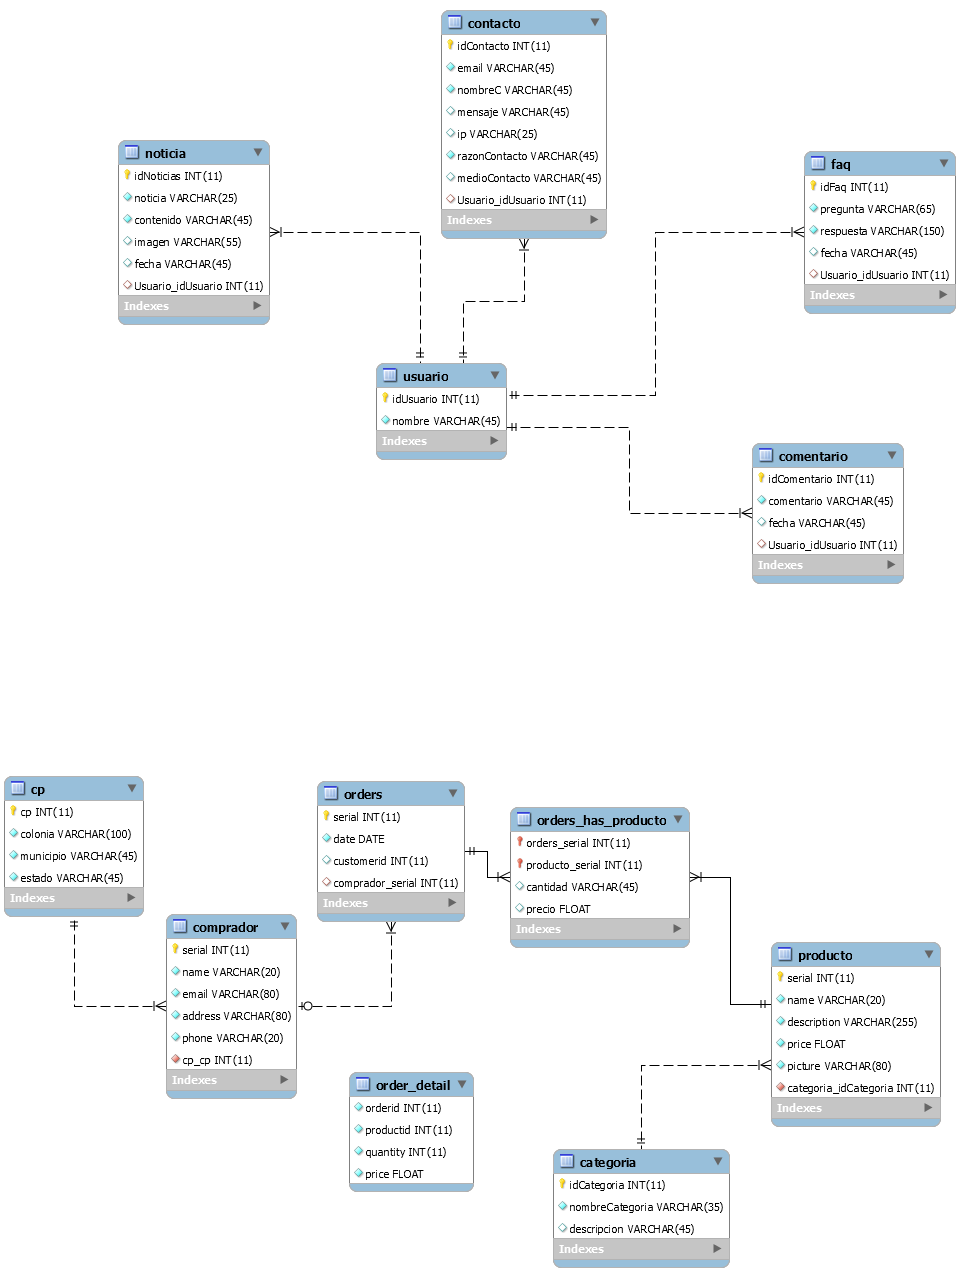 contacto
idContacto INT(11)
email VARCHAR(45)
nombreC VARCHAR(45)
mensaje VARCHAR(45)
ip VARCHAR(25)
razonContacto VARCHAR(45)
medioContacto VARCHAR(45)
Usuario_idUsuario INT(11)
Indexes
noticia
idNoticias INT(11)
noticia VARCHAR(25)
contenido VARCHAR(45)
imagen VARCHAR(55)
fecha VARCHAR(45)
Usuario_idUsuario INT(11)
Indexes
faq
idFaq INT(11)
pregunta VARCHAR(65)
respuesta VARCHAR(150)
fecha VARCHAR(45)
Usuario_idUsuario INT(11)
Indexes
usuario
idUsuario INT(11)
nombre VARCHAR(45)
Indexes
comentario
idComentario INT(11)
comentario VARCHAR(45)
fecha VARCHAR(45)
Usuario_idUsuario INT(11)
Indexes
cp
cp INT(11)
colonia VARCHAR(100)
municipio VARCHAR(45)
estado VARCHAR(45)
Indexes
orders
serial INT(11)
date DATE
customerid INT(11)
comprador_serial INT(11)
Indexes
orders_has_producto
orders_serial INT(11)
producto_serial INT(11)
cantidad VARCHAR(45)
precio FLOAT
Indexes
comprador
serial INT(11)
name VARCHAR(20)
email VARCHAR(80)
address VARCHAR(80)
phone VARCHAR(20)
cp_cp INT(11)
Indexes
producto
serial INT(11)
name VARCHAR(20)
description VARCHAR(255)
price FLOAT
picture VARCHAR(80)
categoria_idCategoria INT(11)
Indexes
order_detail
orderid INT(11)
productid INT(11)
quantity INT(11)
price FLOAT
categoria
idCategoria INT(11)
nombreCategoria VARCHAR(35)
descripcion VARCHAR(45)
Indexes